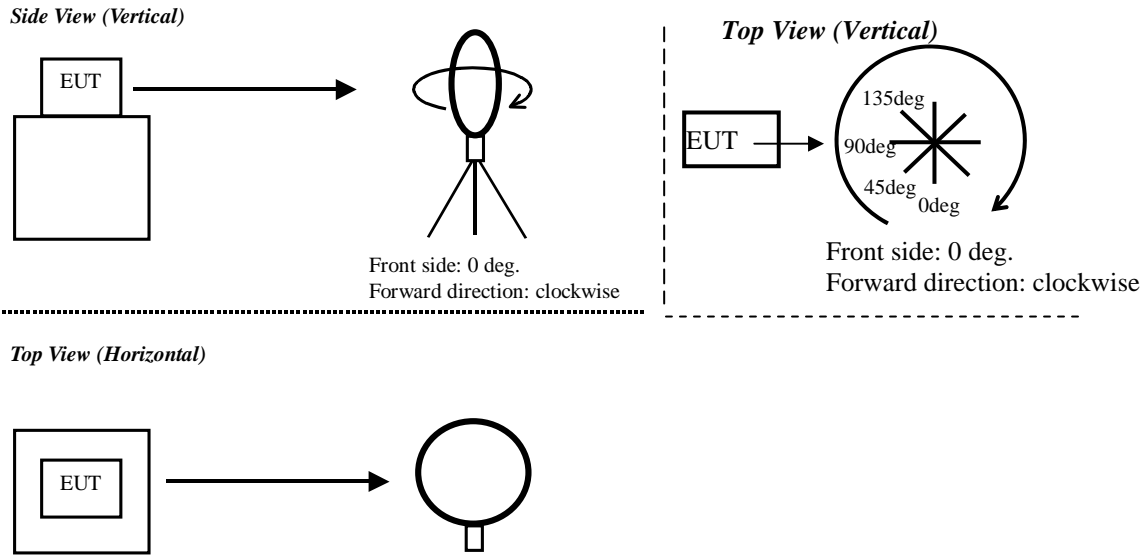 Side View (Vertical)
EUT
Front side: 0 deg.
Forward direction: clockwise
Top View (Vertical)
135deg
EUT
90deg
45deg
0deg
Front side: 0 deg.
Forward direction: clockwise
Top View (Horizontal)
EUT